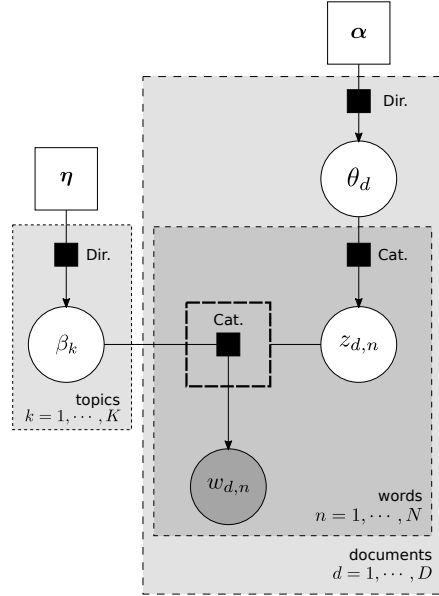 α
Dir.
θ_d
η
Cat.
Dir.
Cat.
β_k
z_{d,n}
topics
k = 1, ⋯ , K
w_{d,n}
words
n = 1, ⋯ , N
documents
d = 1, ⋯ , D